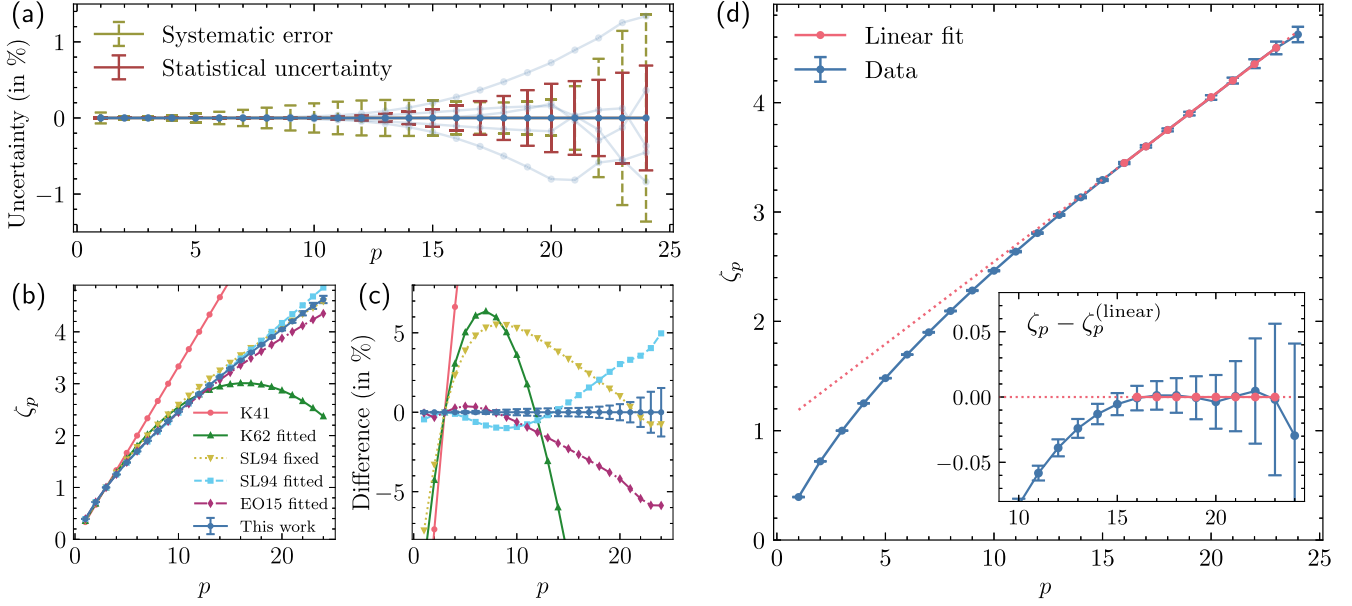 (a)
Uncertainty (in %)
1
0
−1
Systematic error
Statistical uncertainty
0
5
10
p
15
20
25
(b)
ζp
4
3
2
1
0
K41
K62 fitted
SL94 fixed
SL94 fitted
EO15 fitted
This work
0
10
20
p
(c)
Difference (in %)
5
0
−5
0
10
20
p
(d)
ζp
4
3
2
1
0
Linear fit
Data
0
5
10
15
20
25
p
ζp − ζp(linear)
0.05
0.00
−0.05
10
15
20